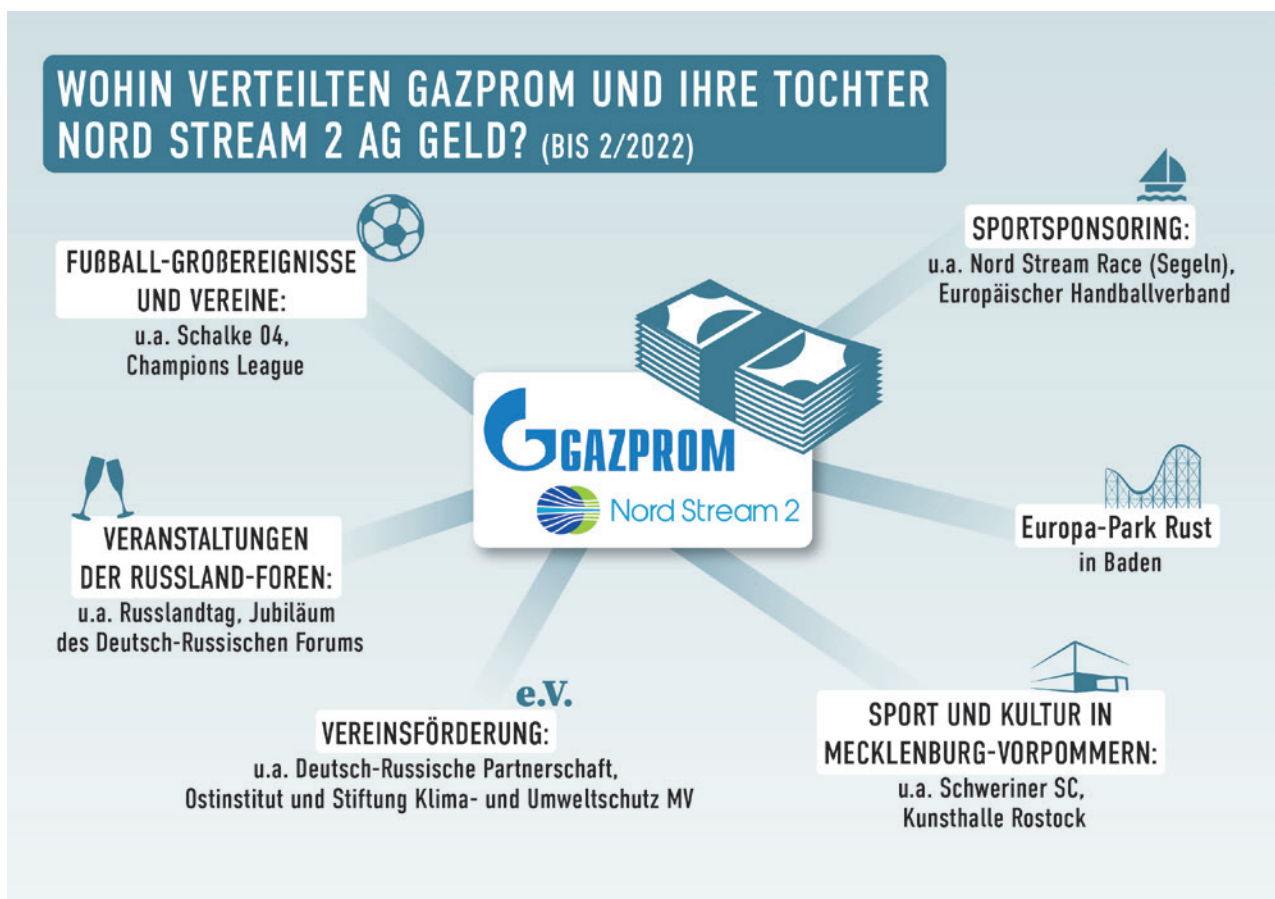 WOHIN VERTEILTEN GAZPROM UND IHRE TOCHTER
NORD STREAM 2 AG GELD? (BIS 2/2022)
FUßBALL-GROßEREIGNISSE
UND VEREINE:
u.a. Schalke 04,
Champions League
SPORTSPONSORING:
u.a. Nord Stream Race (Segeln),
Europäischer Handballverband
GAZPROM
Nord Stream 2
VERANSTALTUNGEN
DER RUSSLAND-FOREN:
u.a. Russlandtag, Jubiläum
des Deutsch-Russischen Forums
Europa-Park Rust
in Baden
e.V.
VEREINSFÖRDERUNG:
u.a. Deutsch-Russische Partnerschaft,
Ostinstitut und Stiftung Klima- und Umweltschutz MV
SPORT UND KULTUR IN
MECKLENBURG-VORPOMMERN:
u.a. Schweriner SC,
Kunsthalle Rostock